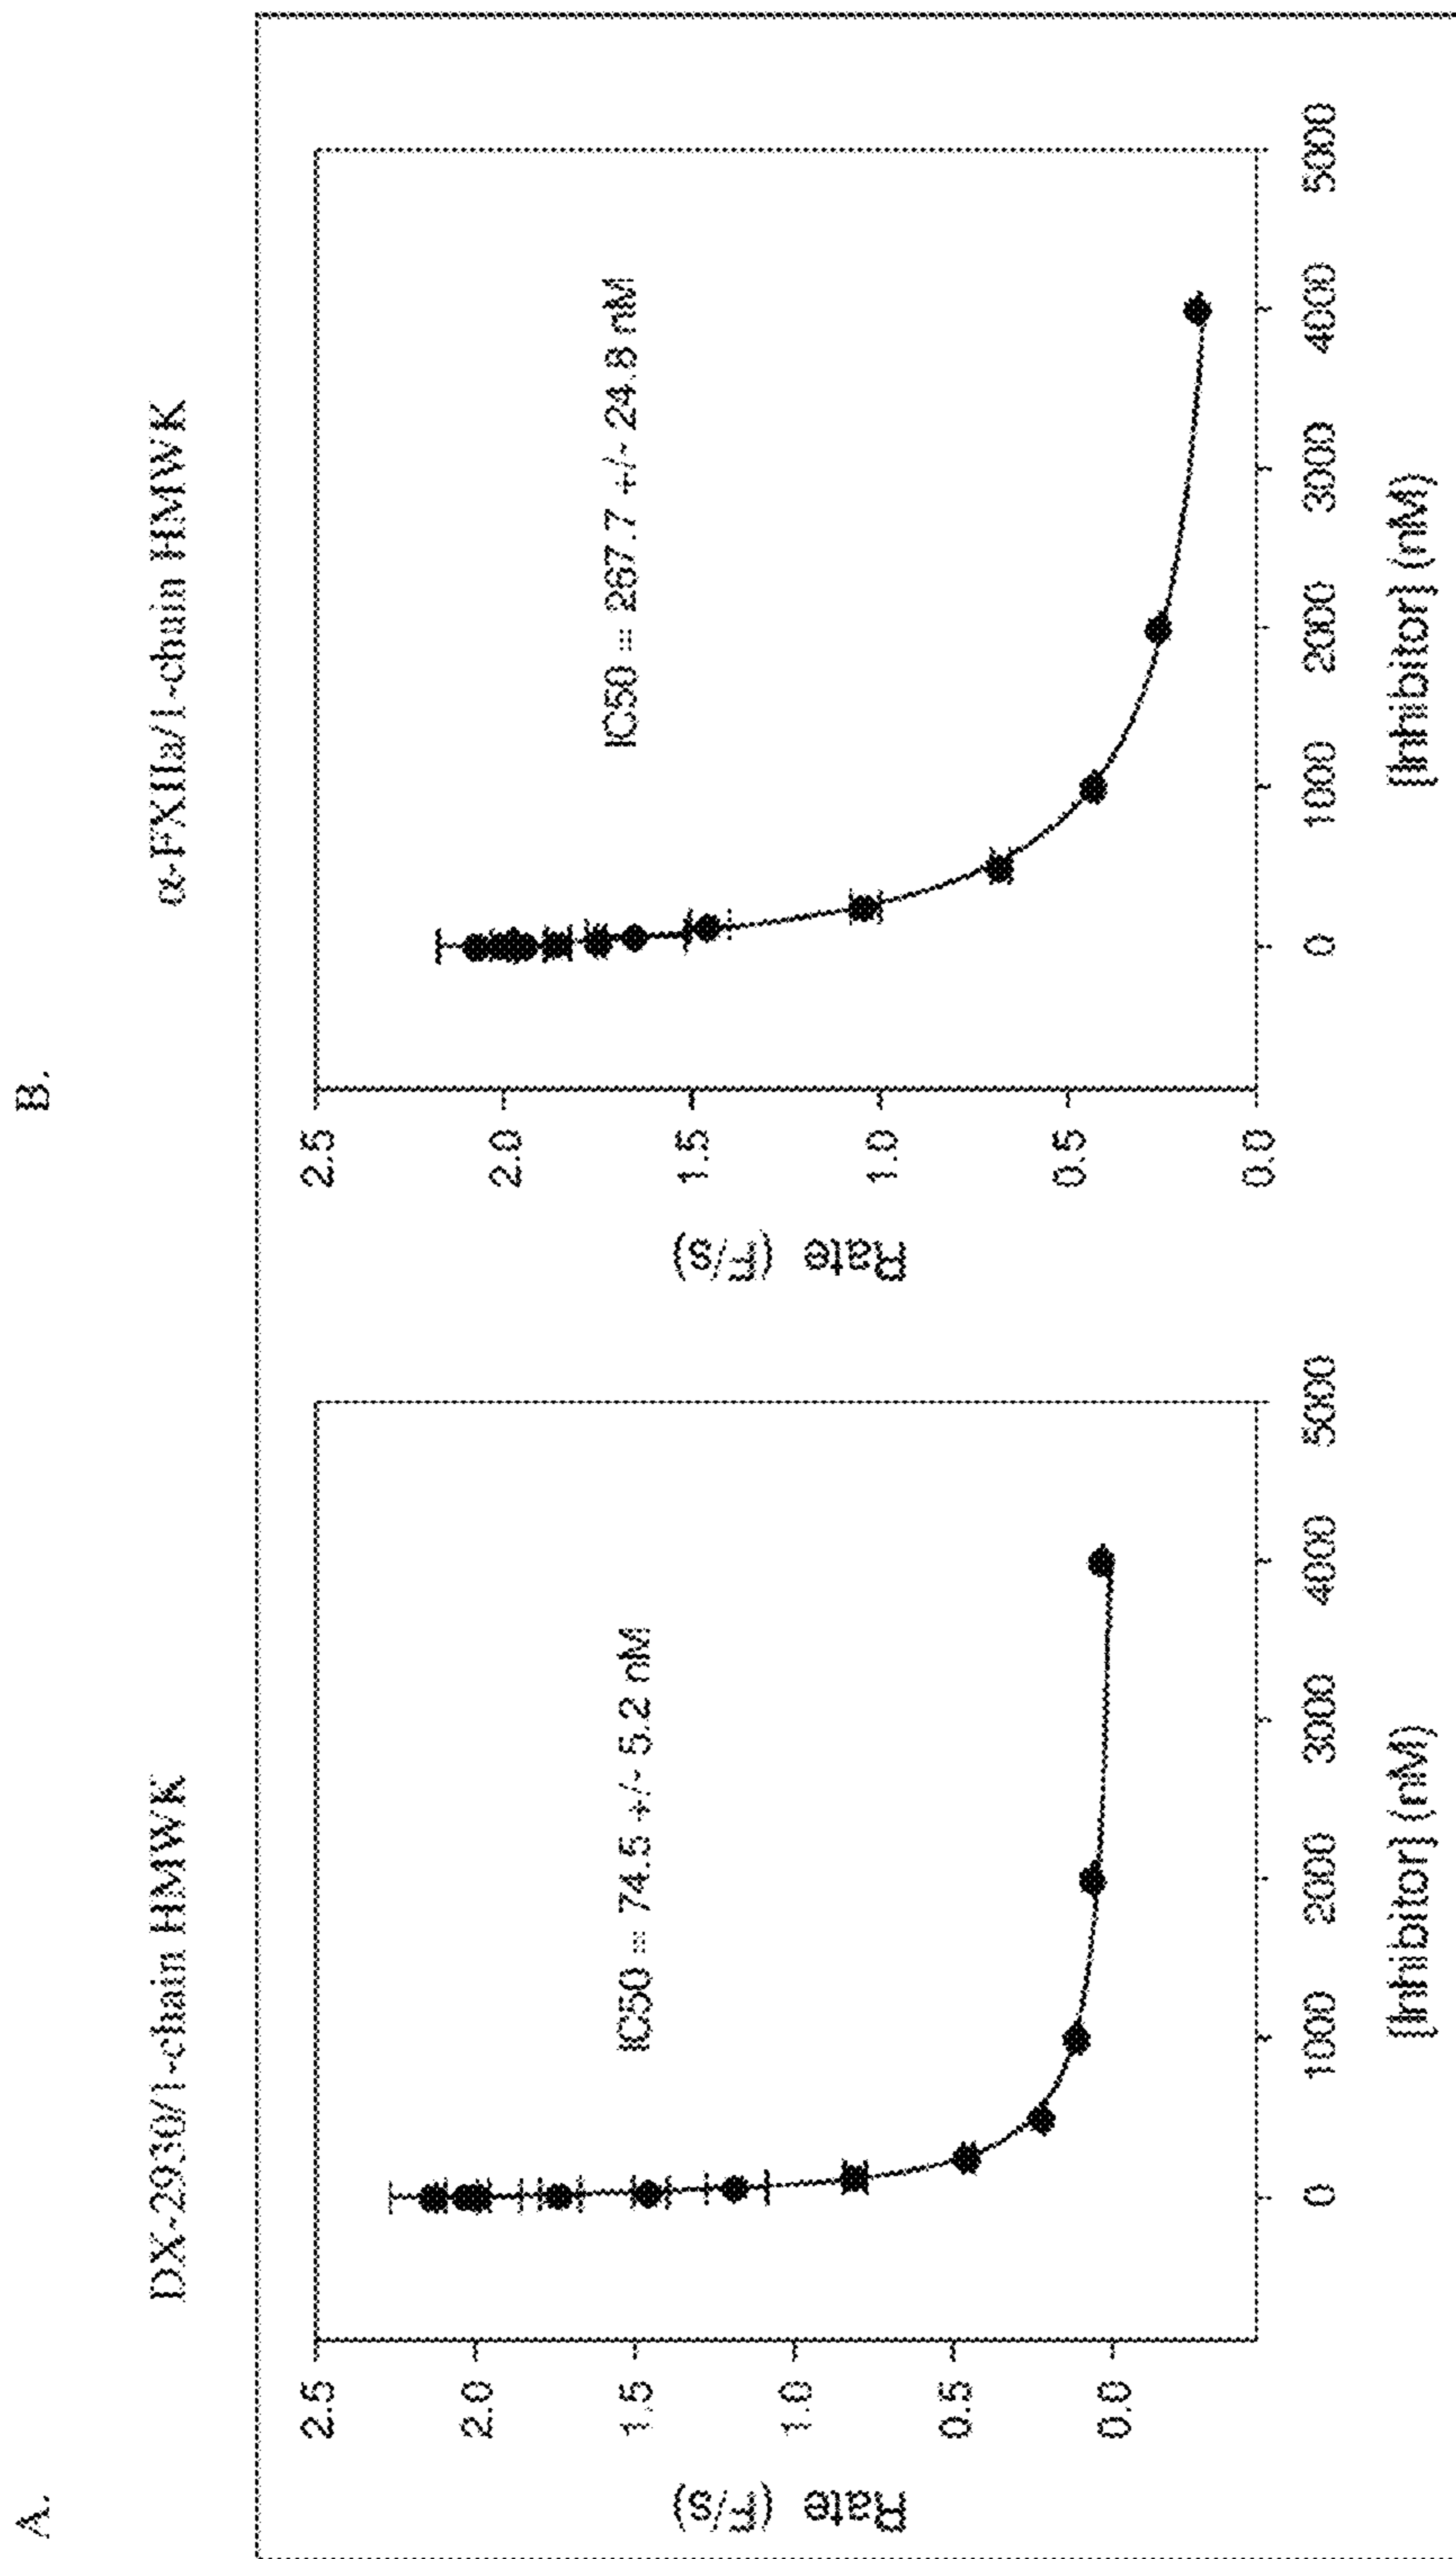 A.
DX-2930/1-chain HMWK
Rate (F/s)
2.5
2.0
1.5
1.0
0.5
0.0
IC50 = 74.5 +/- 5.2 nM
0
1000
2000
3000
4000
5000
[Inhibitor] (nM)
B.
α-FXIIa/1-chain HMWK
Rate (F/s)
2.5
2.0
1.5
1.0
0.5
0.0
IC50 = 267.7 +/- 24.8 nM
0
1000
2000
3000
4000
5000
[Inhibitor] (nM)